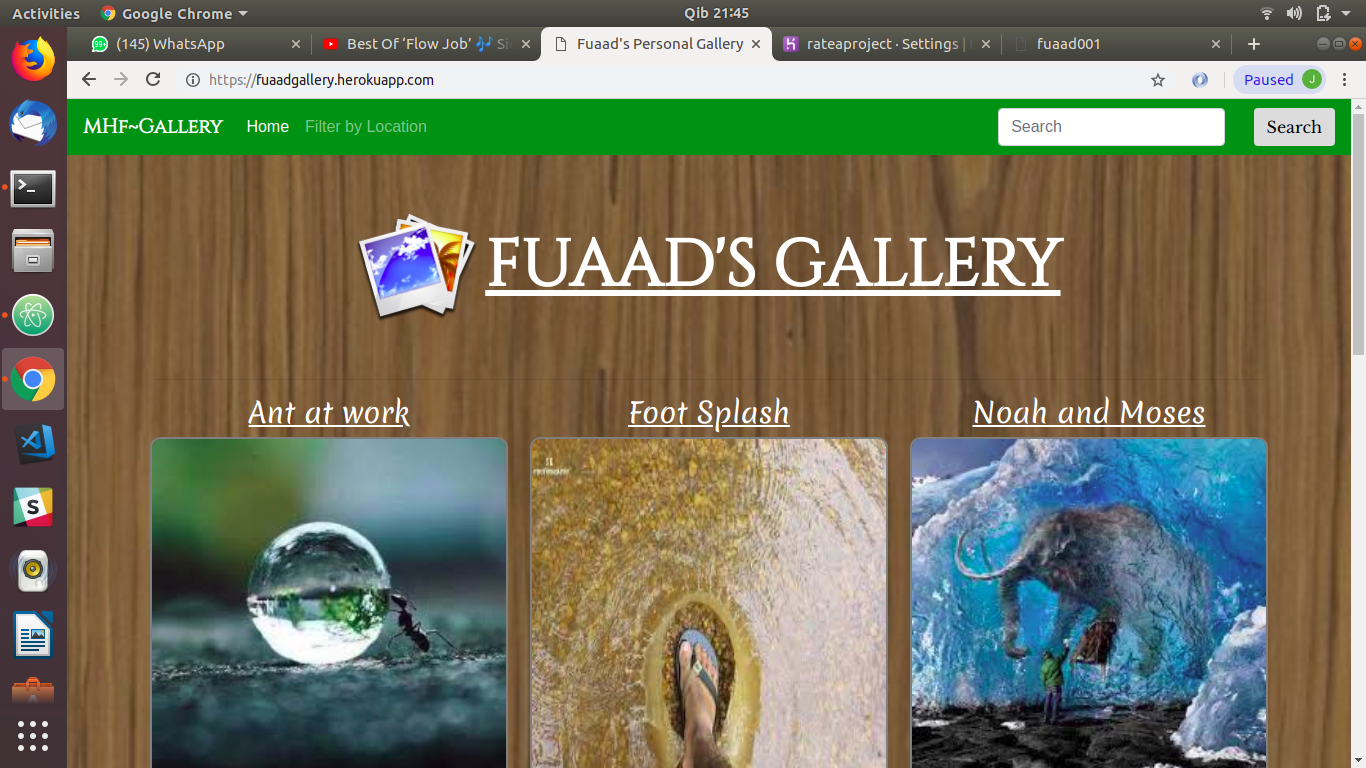 Activities Google Chrome Qib 21:45
99+ (145) WhatsApp Best Of ‘Flow Job’ 🎶 Fuaad's Personal Gallery rateaproject · Settings | fuaad001
https://fuaadgallery.herokuapp.com Paused J
MHf~Gallery Home Filter by Location Search Search
FUAAD'S GALLERY
Ant at work Foot Splash Noah and Moses